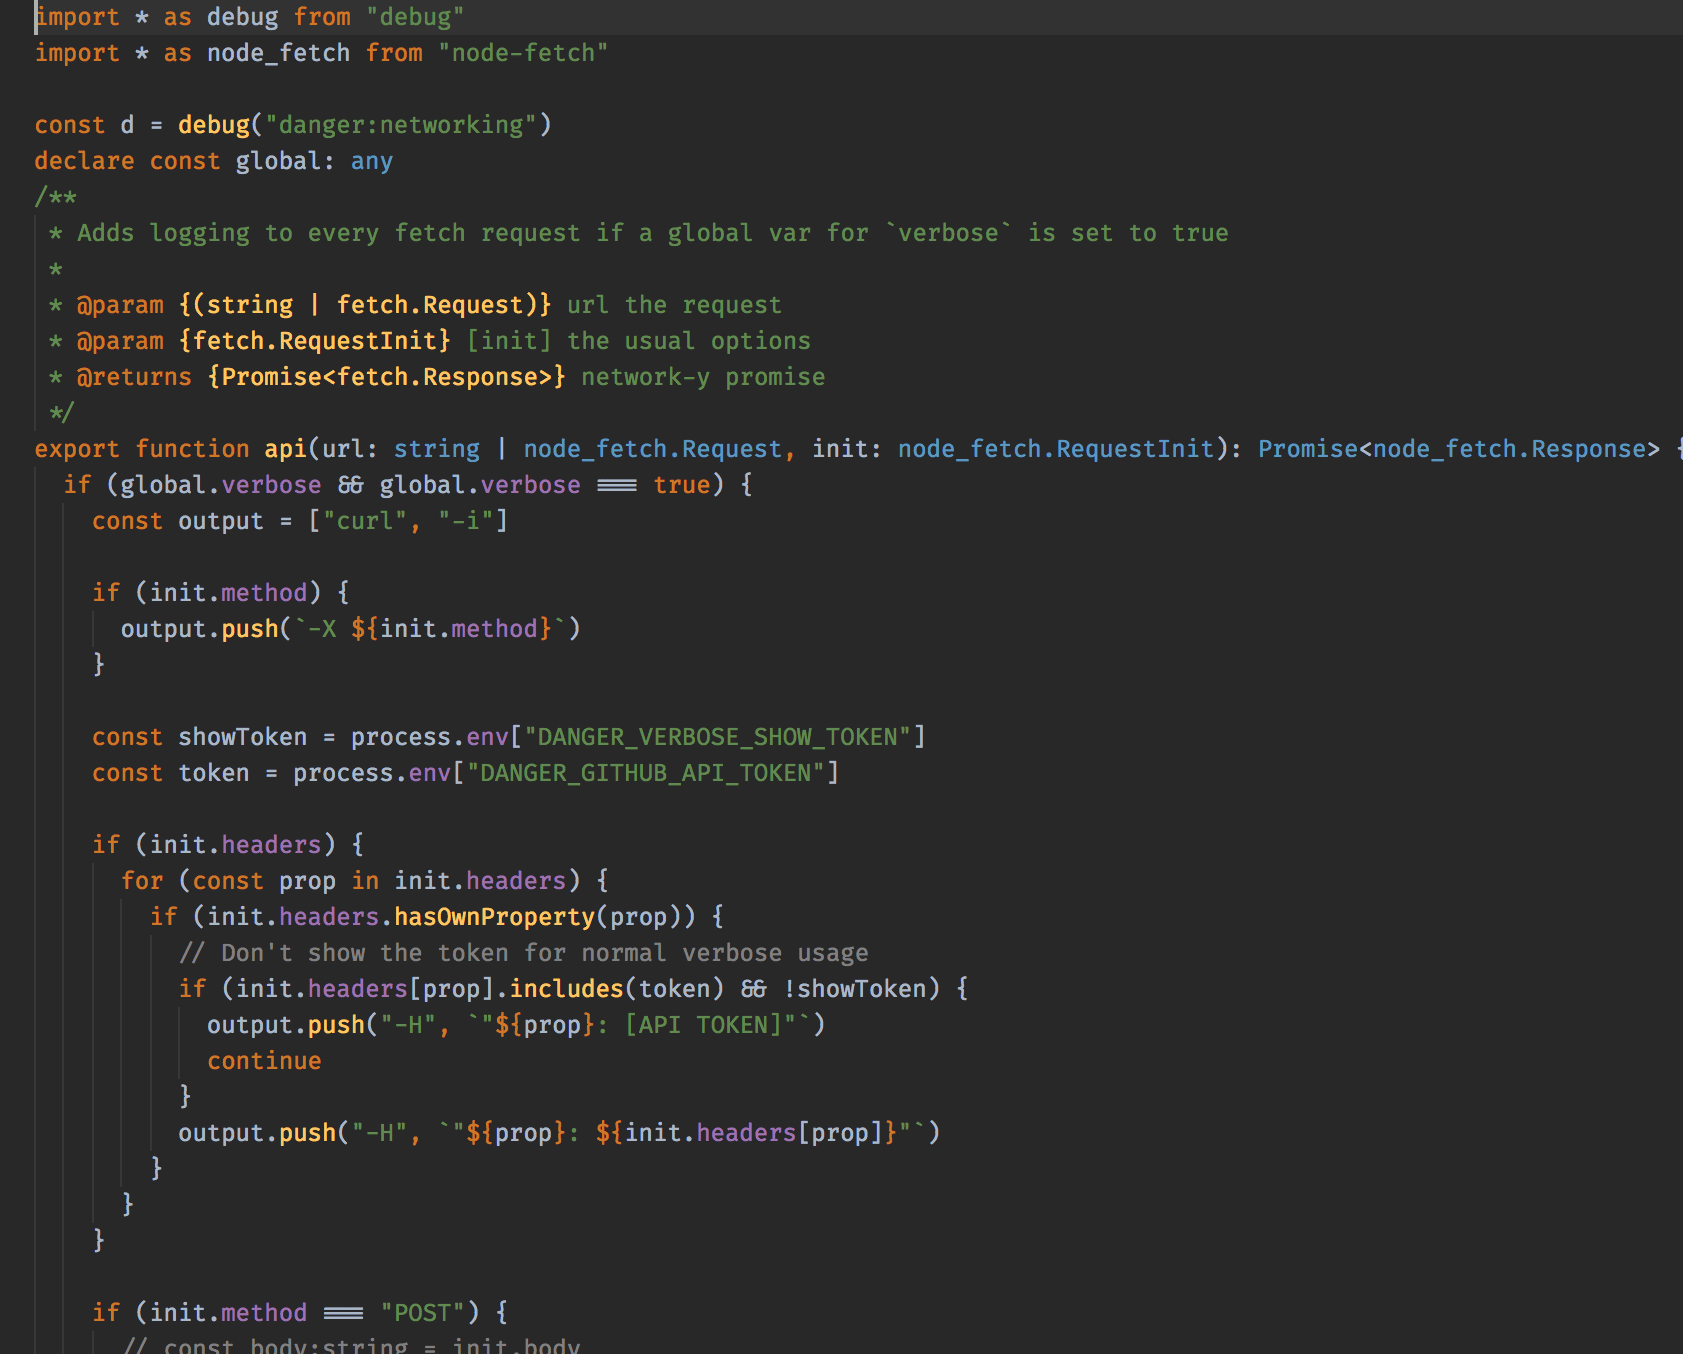 import * as debug from "debug"
import * as node_fetch from "node-fetch"

const d = debug("danger:networking")
declare const global: any
/**
 * Adds logging to every fetch request if a global var for `verbose` is set to true
 *
 * @param {(string | fetch.Request)} url the request
 * @param {fetch.RequestInit} [init] the usual options
 * @returns {Promise<fetch.Response>} network-y promise
 */
export function api(url: string | node_fetch.Request, init: node_fetch.RequestInit): Promise<node_fetch.Response> {
  if (global.verbose && global.verbose === true) {
    const output = ["curl", "-i"]

    if (init.method) {
      output.push(`-X ${init.method}`)
    }

    const showToken = process.env["DANGER_VERBOSE_SHOW_TOKEN"]
    const token = process.env["DANGER_GITHUB_API_TOKEN"]

    if (init.headers) {
      for (const prop in init.headers) {
        if (init.headers.hasOwnProperty(prop)) {
          // Don't show the token for normal verbose usage
          if (init.headers[prop].includes(token) && !showToken) {
            output.push("-H", `"${prop}: [API TOKEN]"`)
            continue
          }
          output.push("-H", `"${prop}: ${init.headers[prop]}"`)
        }
      }
    }

    if (init.method === "POST") {
      // const body:string = init.body